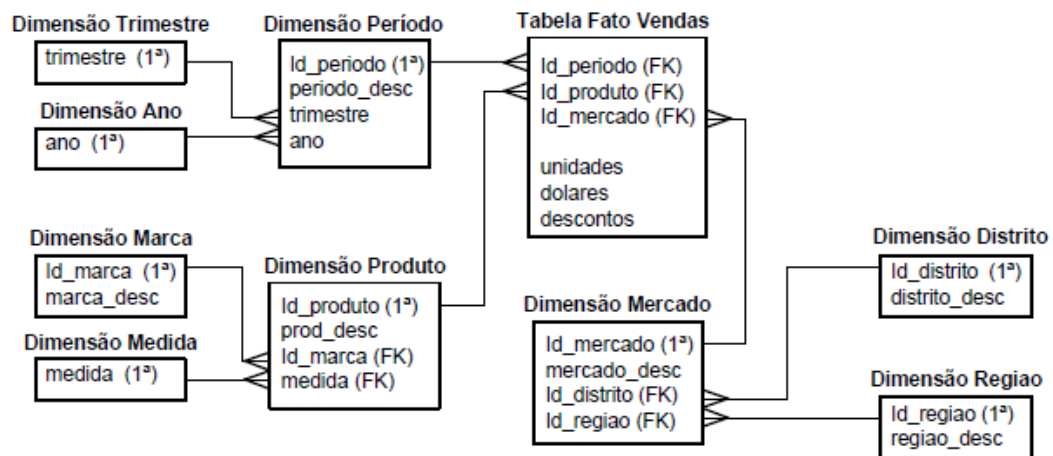 Dimensão Trimestre
trimestre (1ª)
Dimensão Ano
ano (1ª)
Dimensão Período
Id_periodo (1ª)
periodo_desc
trimestre
ano
Tabela Fato Vendas
Id_periodo (FK)
Id_produto (FK)
Id_mercado (FK)
unidades
dolares
descontos
Dimensão Marca
Id_marca (1ª)
marca_desc
Dimensão Medida
medida (1ª)
Dimensão Produto
Id_produto (1ª)
prod_desc
Id_marca (FK)
medida (FK)
Dimensão Mercado
Id_mercado (1ª)
mercado_desc
Id_distrito (FK)
Id_regiao (FK)
Dimensão Distrito
Id_distrito (1ª)
distrito_desc
Dimensão Regiao
Id_regiao (1ª)
regiao_desc